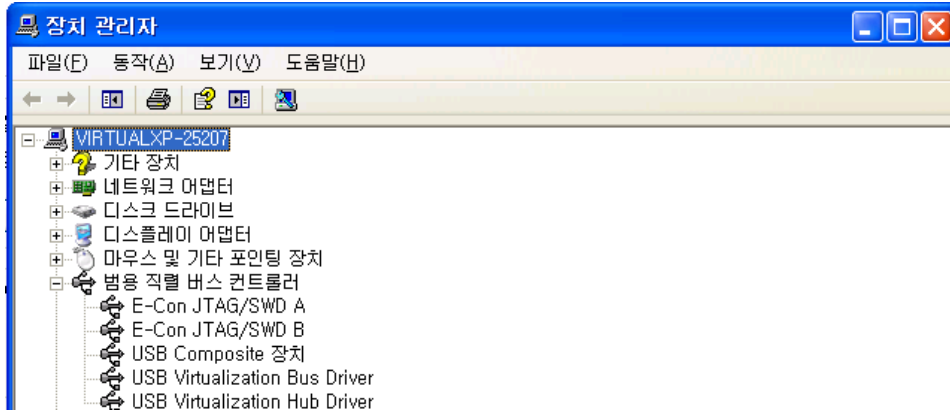 장치 관리자
파일(F) 동작(A) 보기(V) 도움말(H)
VIRTUALXP-25207
기타 장치
네트워크 어댑터
디스크 드라이브
디스플레이 어댑터
마우스 및 기타 포인팅 장치
범용 직렬 버스 컨트롤러
E-Con JTAG/SWD A
E-Con JTAG/SWD B
USB Composite 장치
USB Virtualization Bus Driver
USB Virtualization Hub Driver